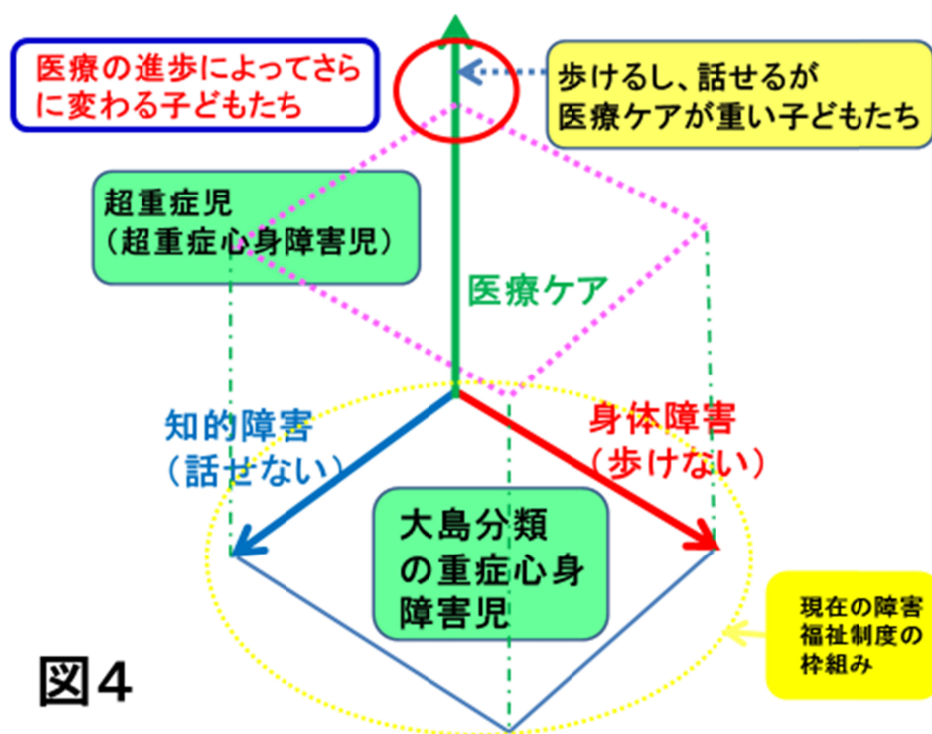 医療の進歩によってさら
に変わる子どもたち
歩けるし、話せるが
医療ケアが重い子どもたち
超重症児
（超重症心身障害児）
医療ケア
知的障害
（話せない）
身体障害
（歩けない）
大島分類
の重症心身
障害児
現在の障害
福祉制度の
枠組み
図4